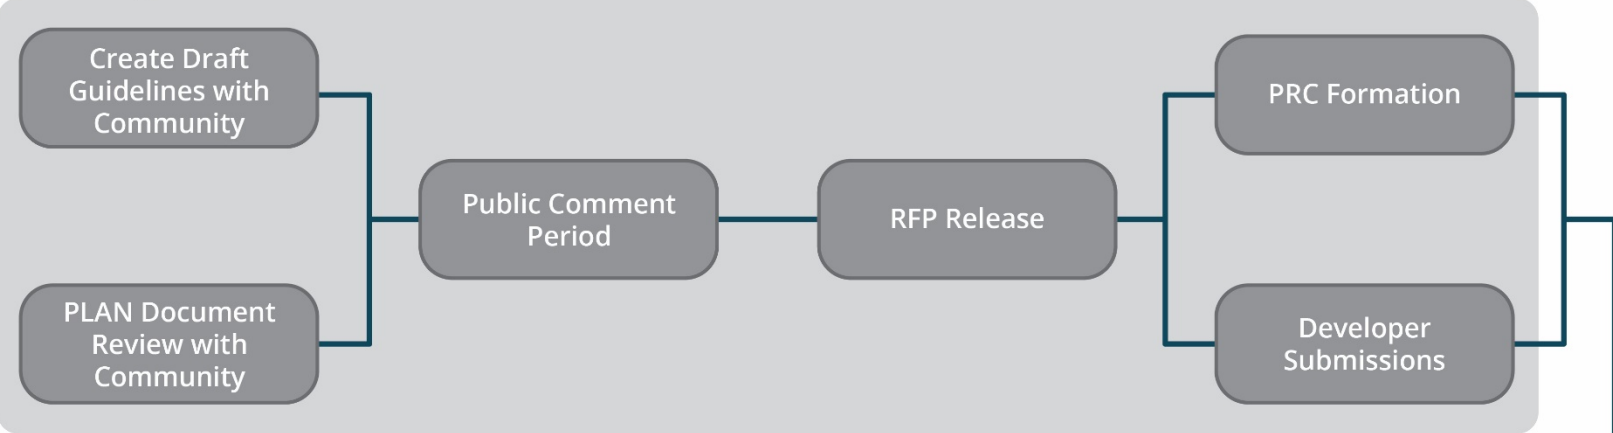 Create Draft
Guidelines with
Community
PLAN Document
Review with
Community
Public Comment
Period
RFP Release
PRC Formation
Developer
Submissions